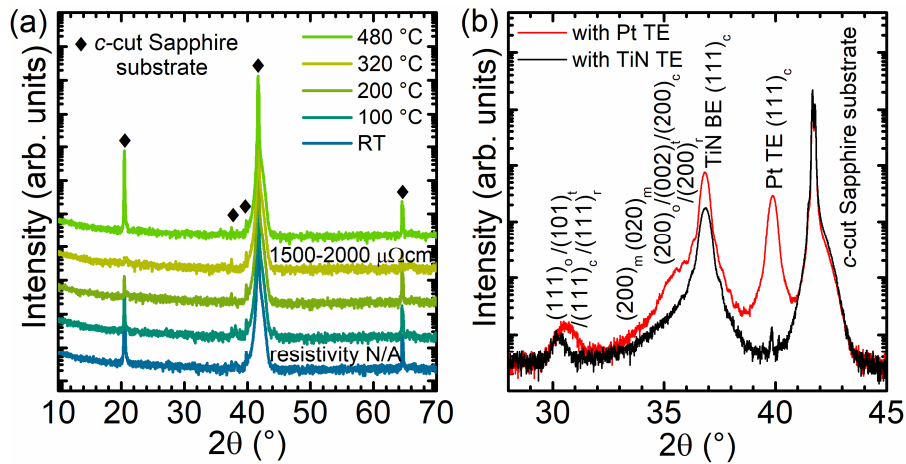 (a)
Intensity (arb. units)
◆ c-cut Sapphire
substrate
480 °C
320 °C
200 °C
100 °C
RT
1500-2000 μΩcm
resistivity N/A
10 20 30 40 50 60 70
2θ (°)
(b)
Intensity (arb. units)
with Pt TE
with TiN TE
(111)o/(101)t
/(111)c/(111)r
(200)m (020)m
(200)o/(002)t/(200)c
/(200)r
TiN BE (111)c
Pt TE (111)c
c-cut Sapphire substrate
30 35 40 45
2θ (°)